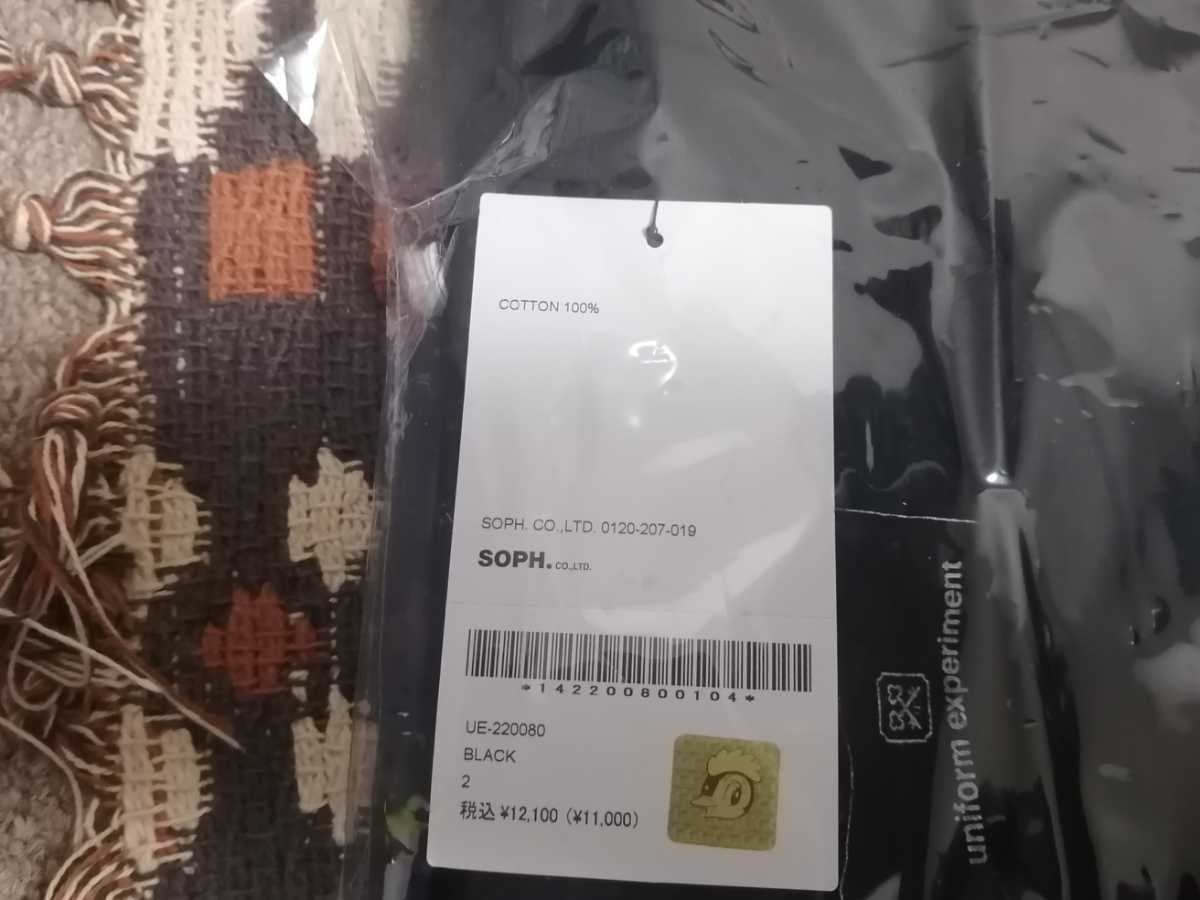 COTTON 100%
SOPH. CO.,LTD. 0120-207-019
SOPH. CO.,LTD.
*142200800104*
UE-220080
BLACK
2
税込 ¥12,100 (¥11,000)
uniform experiment